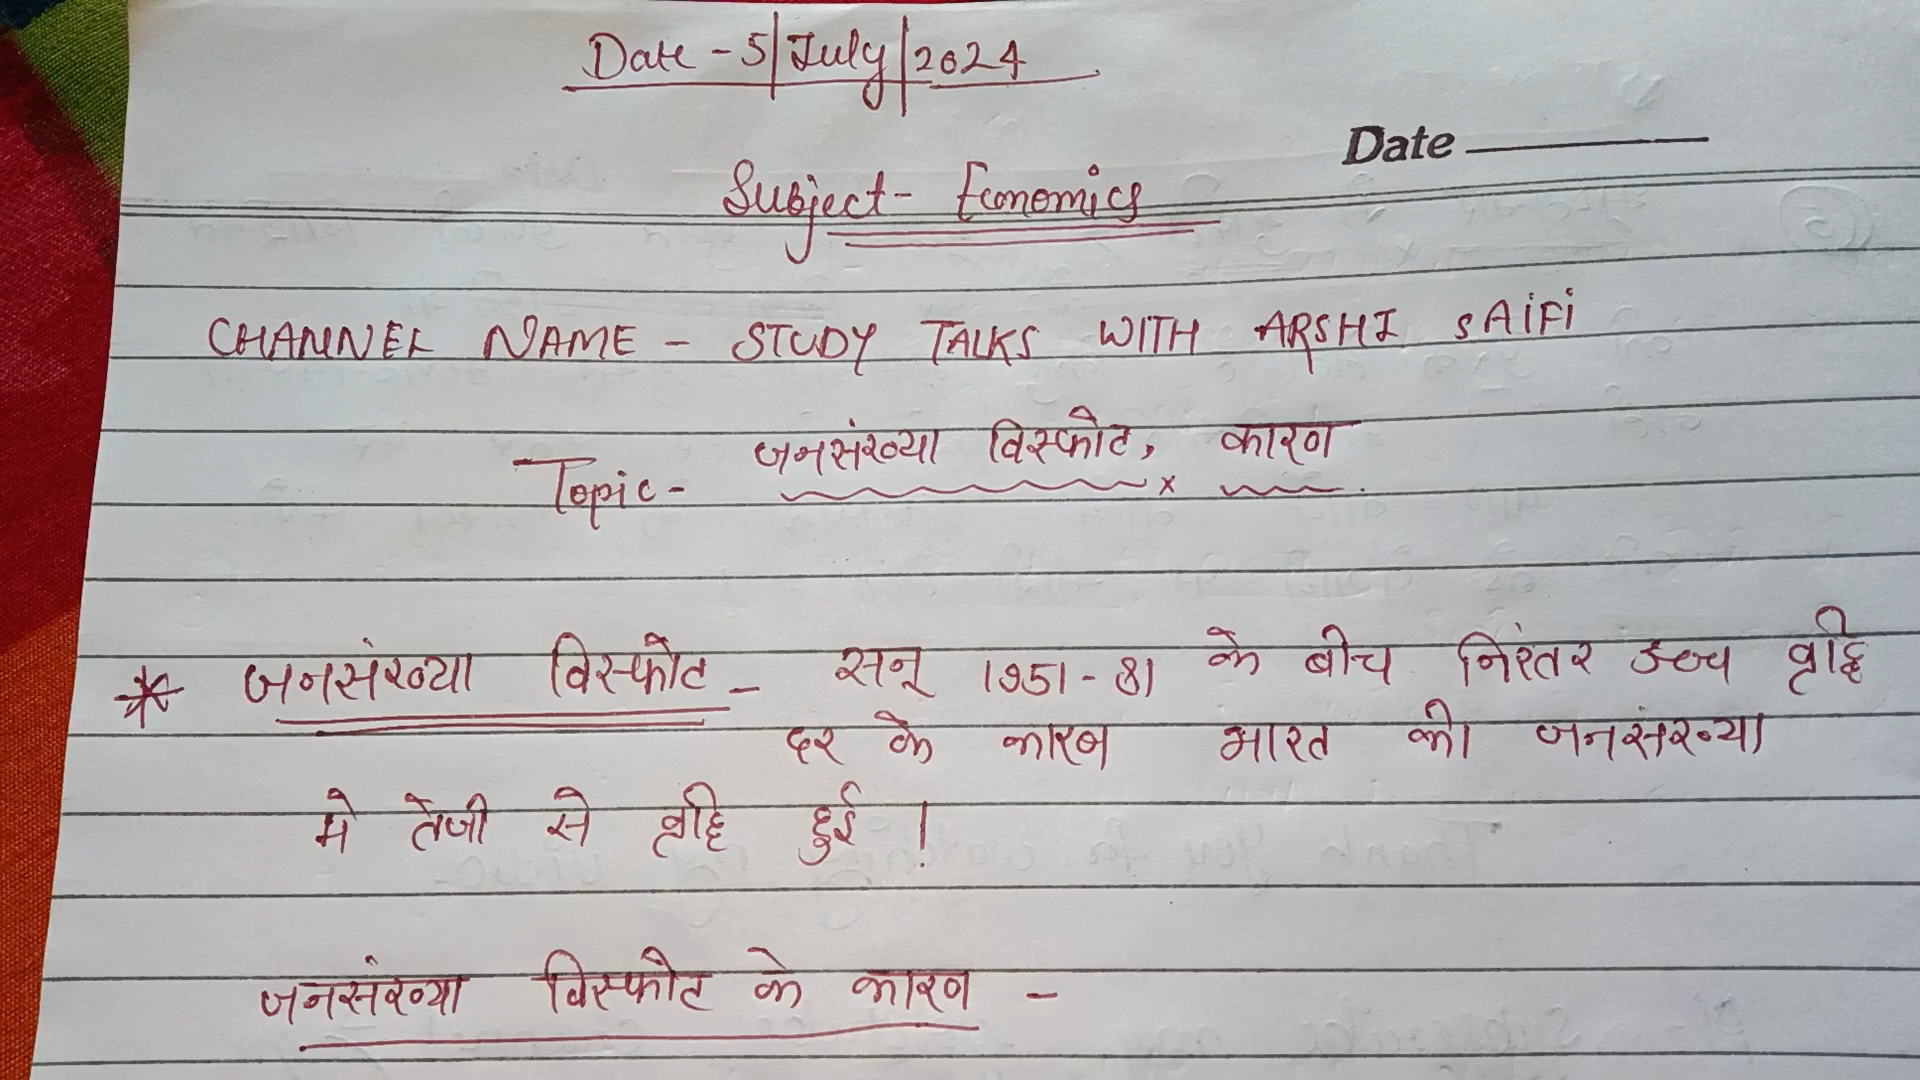 Date - 5/July/2024
Date
Subject - Economics
CHANNEL NAME - STUDY TALKS WITH ARSHI SAIFI
Topic - जनसंख्या विस्फोट, कारण
* जनसंख्या विस्फोट - सन् 1951-81 के बीच निरंतर उच्च वृद्धि
दर के कारण भारत की जनसंख्या
मे तेजी से वृद्धि हुई !
जनसंख्या विस्फोट के कारण -